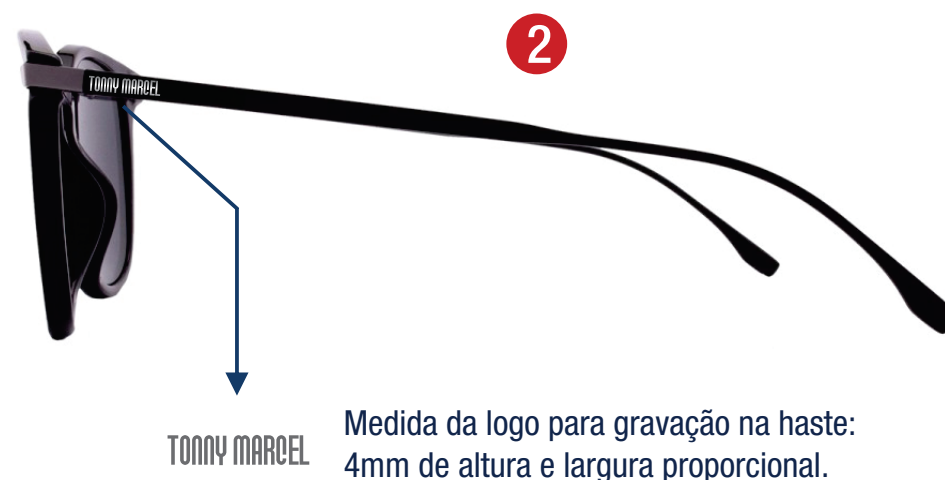 2
TONNY MARCEL
TONNY MARCEL
Medida da logo para gravação na haste:
4mm de altura e largura proporcional.